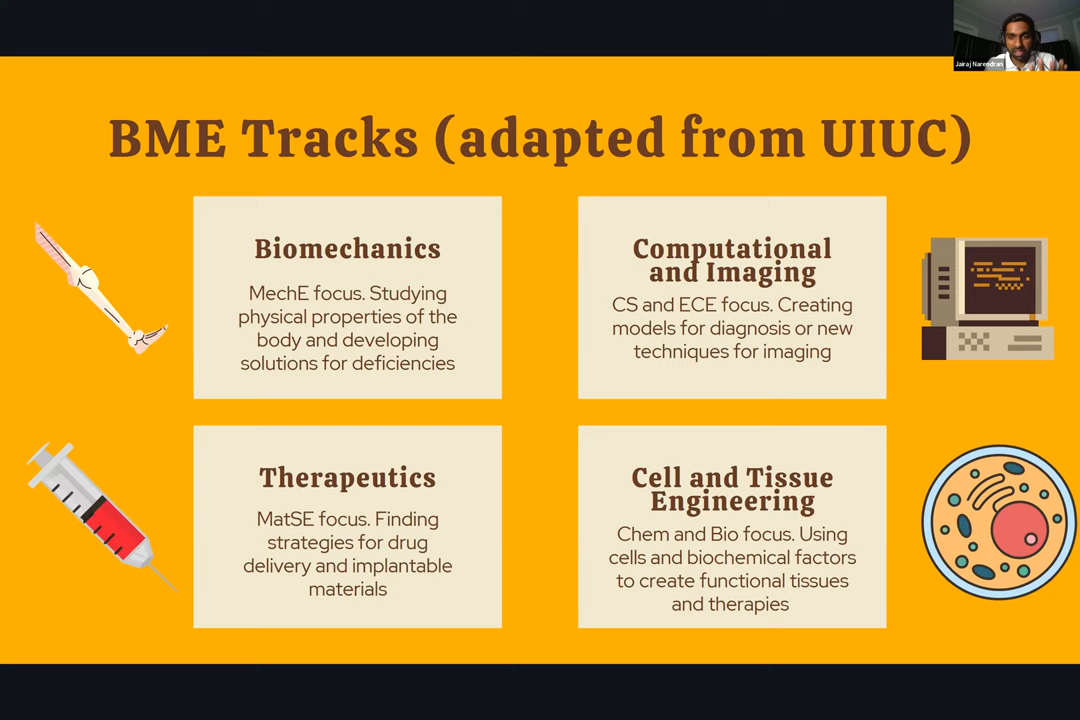 Jairaj Narendran
BME Tracks (adapted from UIUC)
Biomechanics
MechE focus. Studying
physical properties of the
body and developing
solutions for deficiencies
Computational
and Imaging
CS and ECE focus. Creating
models for diagnosis or new
techniques for imaging
Therapeutics
MatSE focus. Finding
strategies for drug
delivery and implantable
materials
Cell and Tissue
Engineering
Chem and Bio focus. Using
cells and biochemical factors
to create functional tissues
and therapies